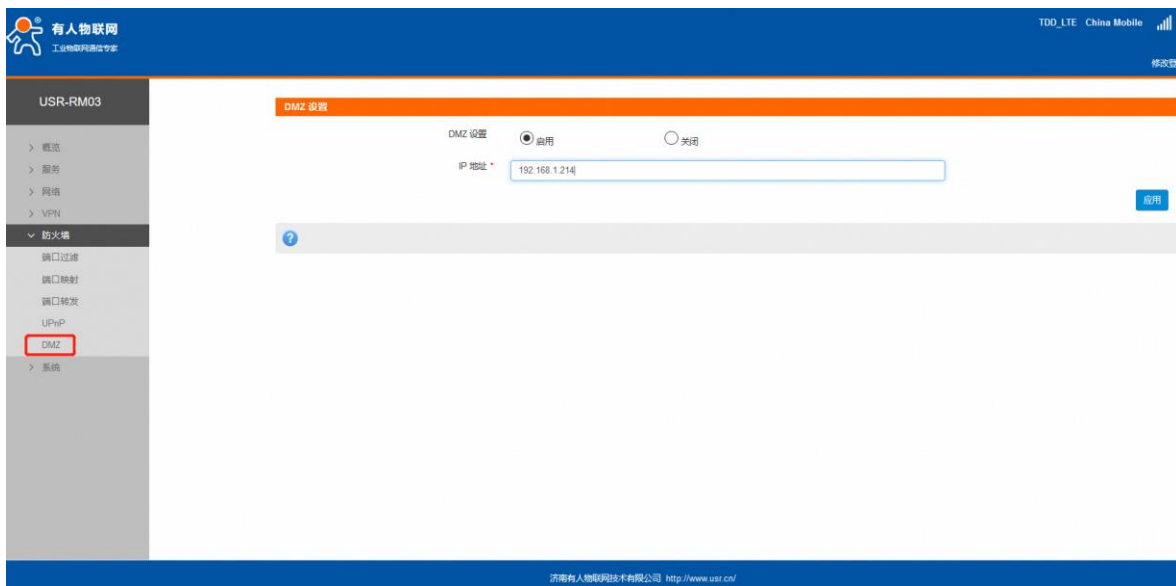 有人物联网
工业物联网通信专家
TDD_LTE China Mobile
修改登
USR-RM03
> 概览
> 服务
> 网络
> VPN
防火墙
端口过滤
端口映射
端口转发
UPnP
DMZ
> 系统
DMZ 设置
DMZ 设置 启用 关闭
IP 地址 * 192.168.1.214
应用
济南有人物联网技术有限公司 http://www.usr.cn/